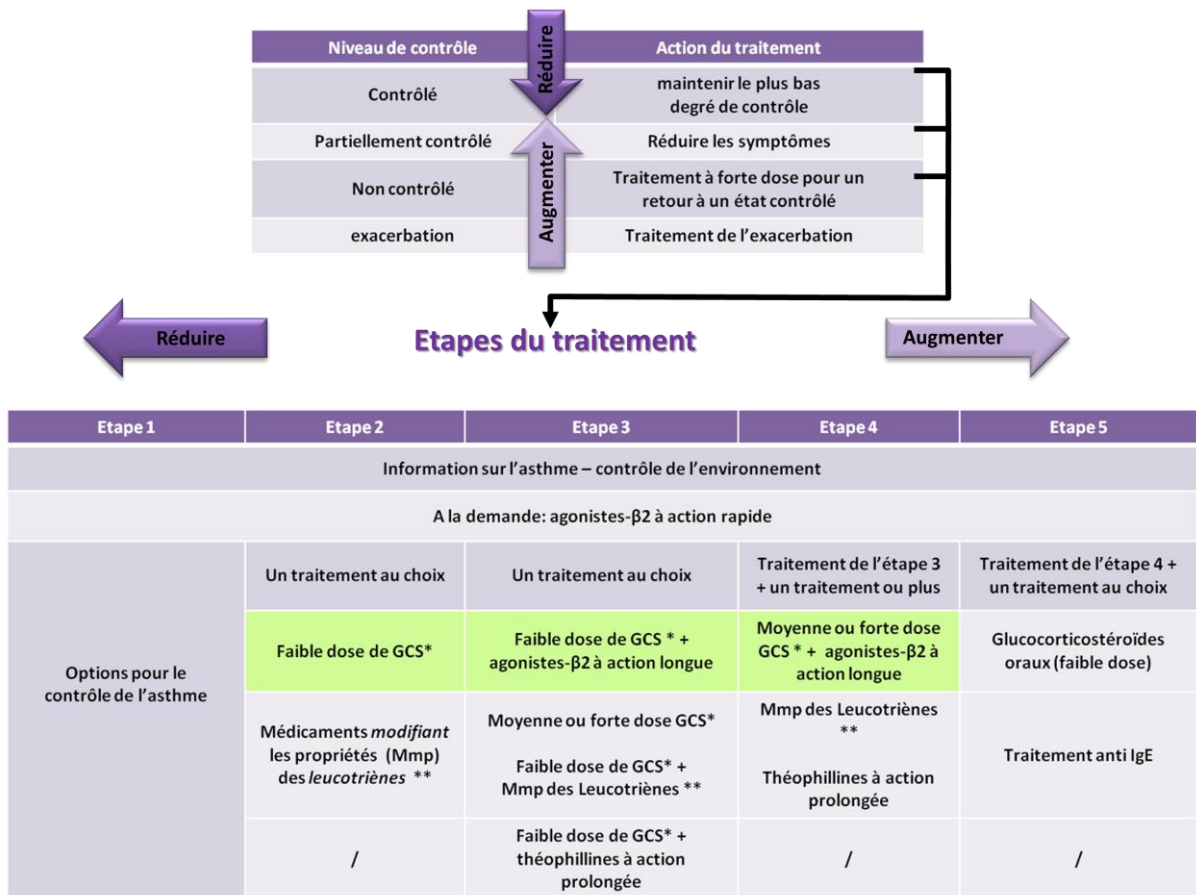 Niveau de contrôle
Action du traitement
Réduire
Contrôlé
maintenir le plus bas
degré de contrôle
Partiellement contrôlé
Réduire les symptômes
Augmenter
Non contrôlé
Traitement à forte dose pour un
retour à un état contrôlé
exacerbation
Traitement de l'exacerbation
Réduire
Etapes du traitement
Augmenter
Etape 1
Etape 2
Etape 3
Etape 4
Etape 5
Information sur l'asthme – contrôle de l'environnement
A la demande: agonistes-β2 à action rapide
Options pour le
contrôle de l'asthme
Un traitement au choix
Un traitement au choix
Traitement de l'étape 3
+ un traitement ou plus
Traitement de l'étape 4 +
un traitement au choix
Faible dose de GCS*
Faible dose de GCS * +
agonistes-β2 à action longue
Moyenne ou forte dose
GCS * + agonistes-β2 à
action longue
Glucocorticostéroïdes
oraux (faible dose)
Médicaments modifiant
les propriétés (Mmp)
des leucotriènes **
Moyenne ou forte dose GCS*
Faible dose de GCS* +
Mmp des Leucotriènes **
Mmp des Leucotriènes
**
Théophillines à action
prolongée
Traitement anti IgE
/
Faible dose de GCS* +
théophillines à action
prolongée
/
/